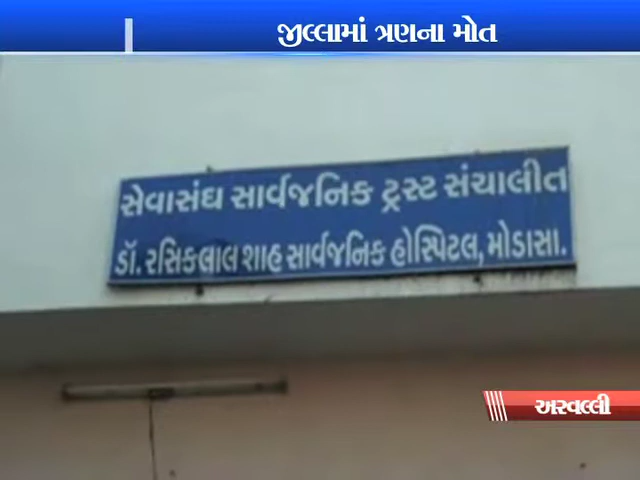 જીલ્લામાં ત્રણના મોત
સેવાસંઘ સાર્વજનિક ટ્રસ્ટ સંચાલીત
ડૉ. રસિકલાલ શાહ સાર્વજનિક હોસ્પિટલ, મોડાસા.
અરવલ્લી